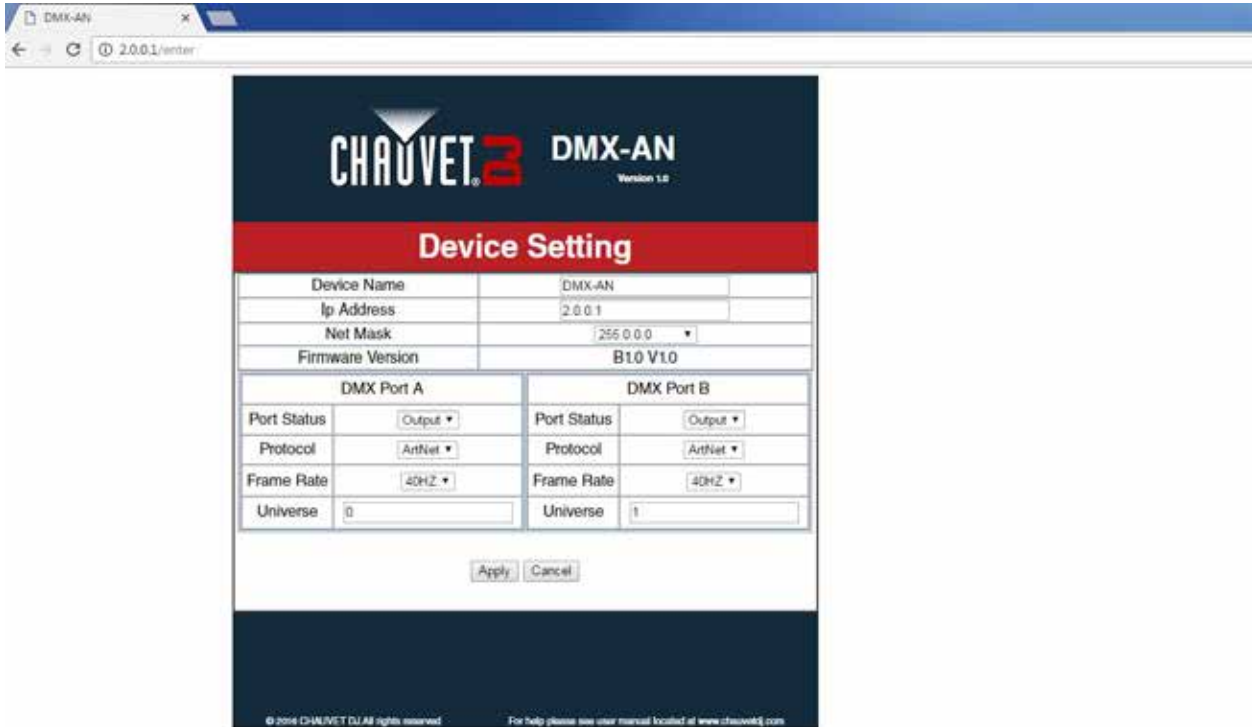 DMX-AN
2.0.0.1/enter
CHAUVET® DJ DMX-AN
Version 1.0
Device Setting
Device Name DMX-AN
Ip Address 2.0.0.1
Net Mask 255.0.0.0
Firmware Version B1.0 V1.0
DMX Port A DMX Port B
Port Status Output Port Status Output
Protocol ArtNet Protocol ArtNet
Frame Rate 40HZ Frame Rate 40HZ
Universe 0 Universe 1
Apply Cancel
© 2016 CHAUVET DJ.All rights reserved For help please see user manual located at www.chauvetdj.com